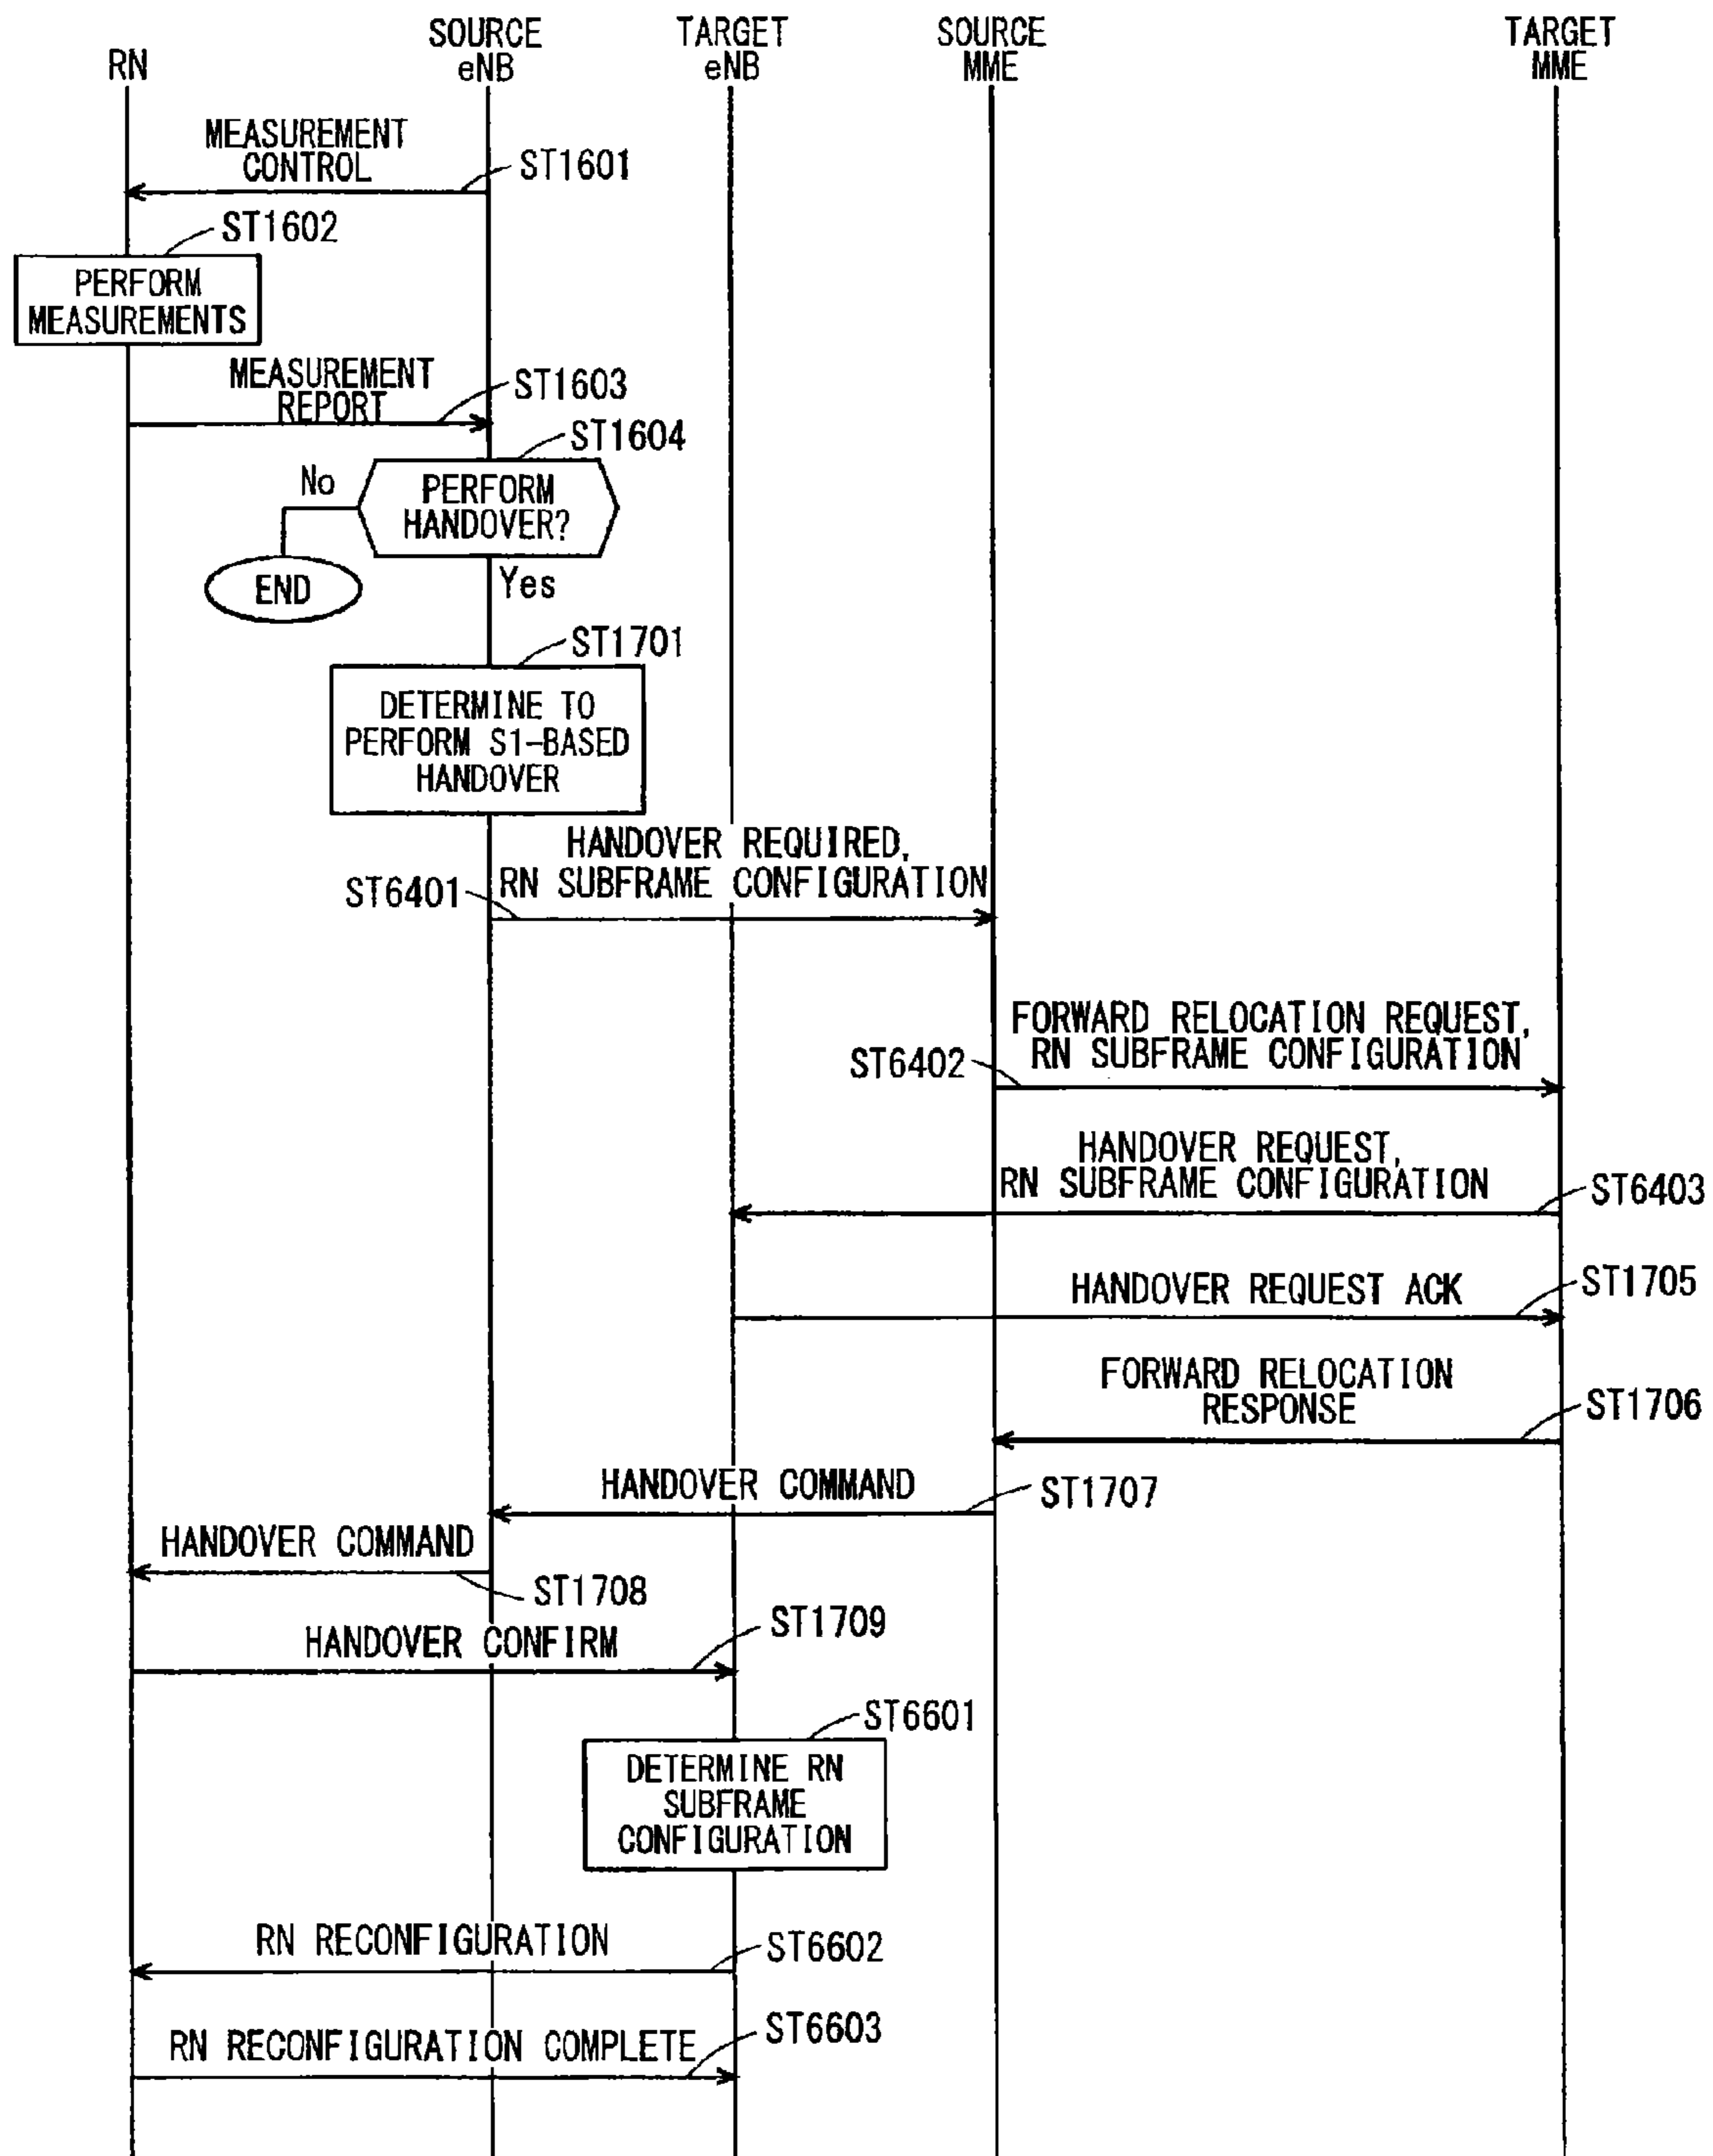 RN
SOURCE
eNB
TARGET
eNB
SOURCE
MME
TARGET
MME
MEASUREMENT
CONTROL
ST1601
ST1602
PERFORM
MEASUREMENTS
MEASUREMENT
REPORT
ST1603
ST1604
No
PERFORM
HANDOVER?
END
Yes
ST1701
DETERMINE TO
PERFORM S1-BASED
HANDOVER
HANDOVER REQUIRED,
RN SUBFRAME CONFIGURATION
ST6401
FORWARD RELOCATION REQUEST,
RN SUBFRAME CONFIGURATION
ST6402
HANDOVER REQUEST,
RN SUBFRAME CONFIGURATION
ST6403
HANDOVER REQUEST ACK
ST1705
FORWARD RELOCATION
RESPONSE
ST1706
HANDOVER COMMAND
ST1707
HANDOVER COMMAND
ST1708
HANDOVER CONFIRM
ST1709
ST6601
DETERMINE RN
SUBFRAME
CONFIGURATION
RN RECONFIGURATION
ST6602
RN RECONFIGURATION COMPLETE
ST6603